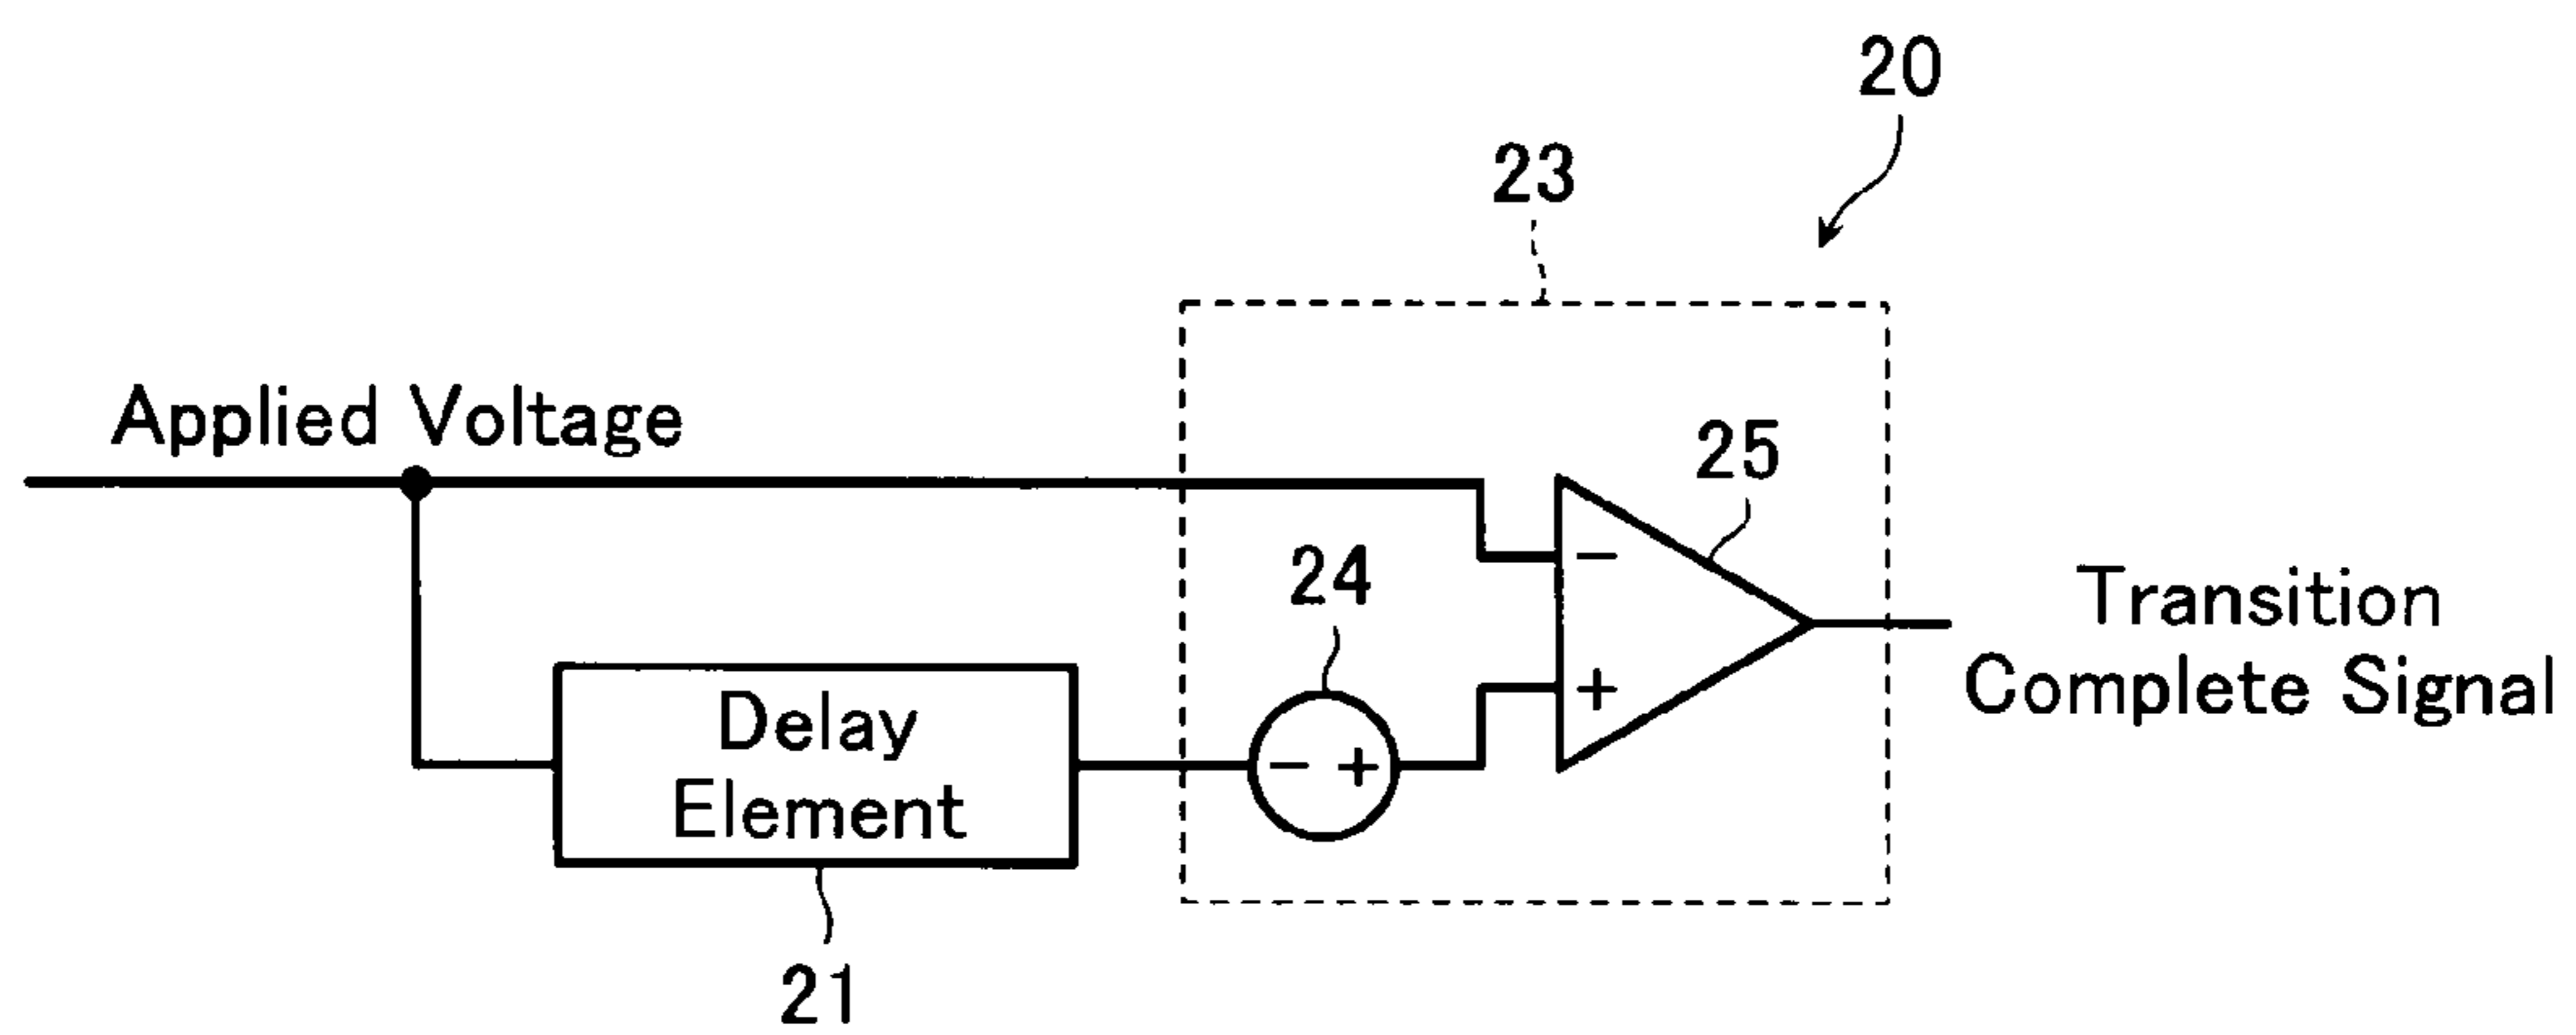 20
23
Applied Voltage
25
−
24
Transition
+
Complete Signal
Delay
− +
Element
21